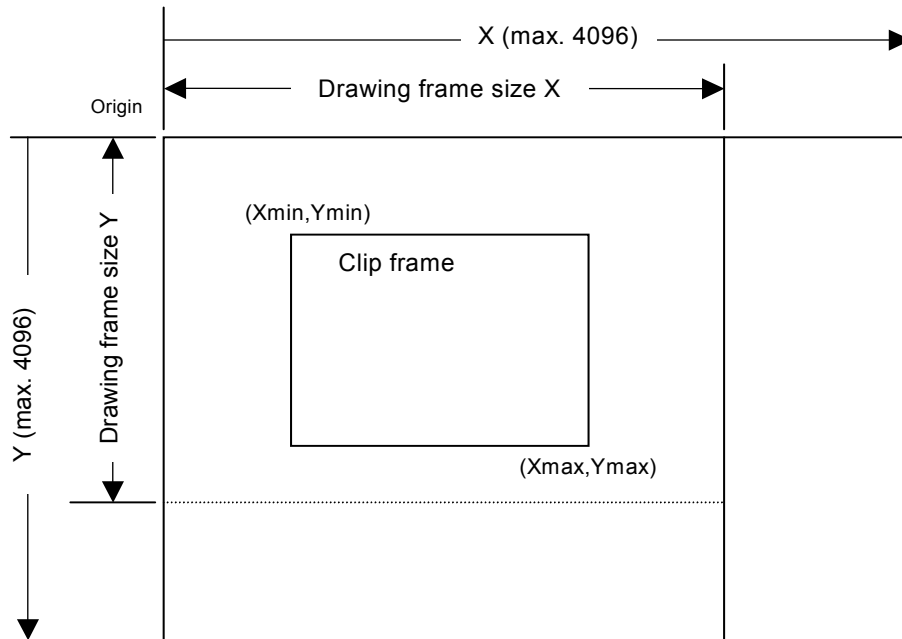 X (max. 4096)
Drawing frame size X
Origin
(Xmin,Ymin)
Clip frame
Drawing frame size Y
Y (max. 4096)
(Xmax,Ymax)